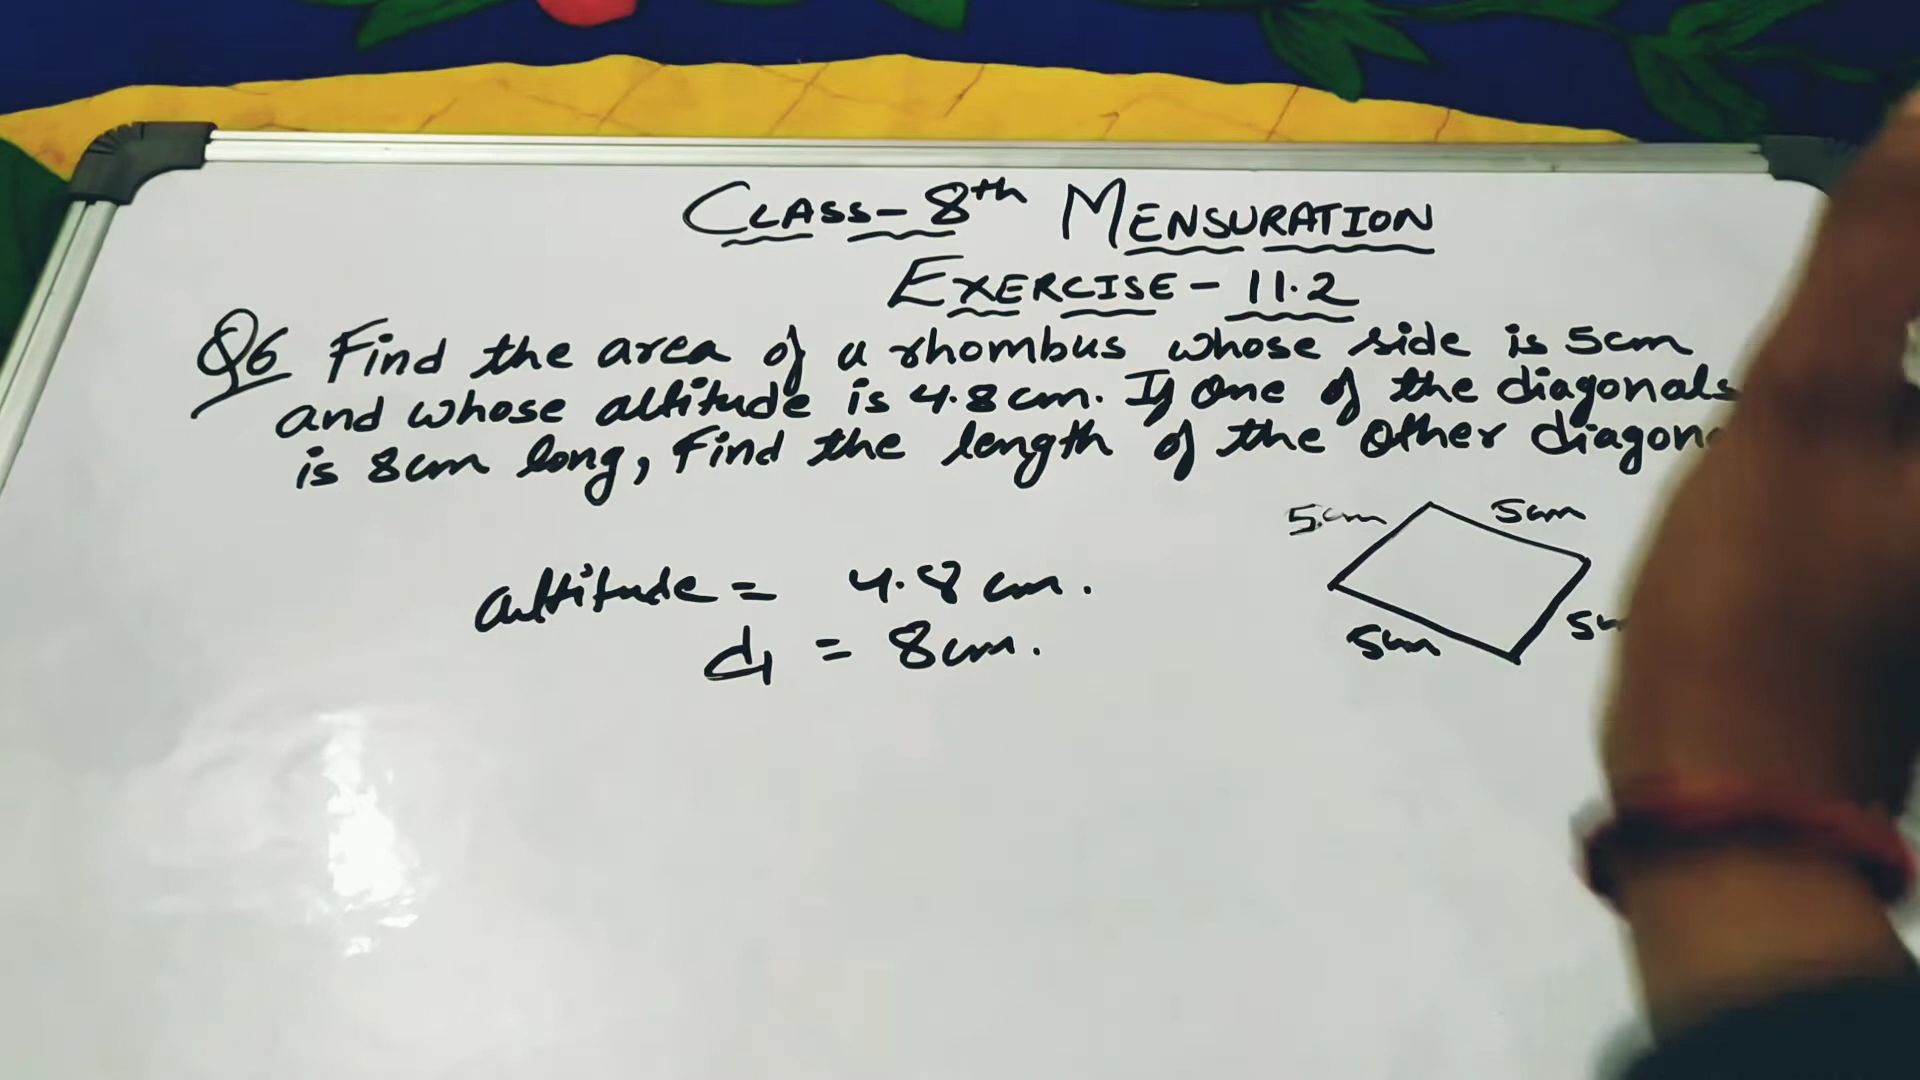 CLASS-8th MENSURATION
EXERCISE-11.2
Q6 Find the area of a rhombus whose side is 5cm
and whose altitude is 4.8cm. If one of the diagonals
is 8cm long, Find the length of the other
5cm 5cm
altitude = 4.8 cm.
5cm
d1 = 8cm.